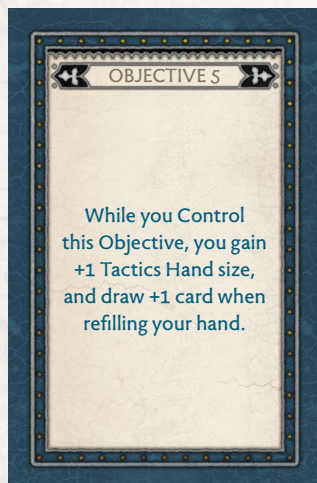 OBJECTIVE 5
While you Control
this Objective, you gain
+1 Tactics Hand size,
and draw +1 card when
refilling your hand.